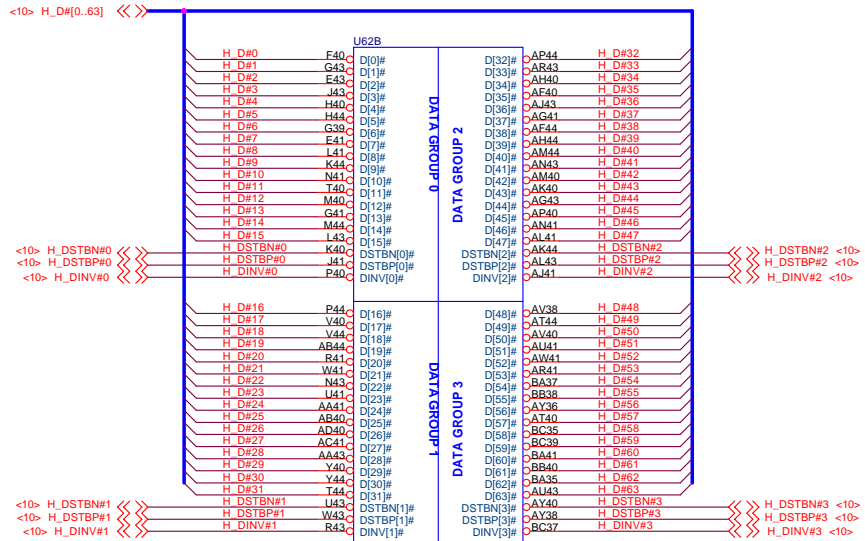 <10> H_D#[0..63]
U62B
H_D#0 F40 D[0]# D[32]# AP44 H_D#32
H_D#1 G43 D[1]# D[33]# AR43 H_D#33
H_D#2 E43 D[2]# D[34]# AH40 H_D#34
H_D#3 J43 D[3]# D[35]# AF40 H_D#35
H_D#4 H40 D[4]# D[36]# AJ43 H_D#36
H_D#5 H44 D[5]# D[37]# AG41 H_D#37
H_D#6 G39 D[6]# D[38]# AF44 H_D#38
H_D#7 E41 D[7]# D[39]# AH44 H_D#39
H_D#8 L41 D[8]# D[40]# AM44 H_D#40
H_D#9 K44 D[9]# D[41]# AN43 H_D#41
H_D#10 N41 D[10]# D[42]# AM40 H_D#42
H_D#11 T40 D[11]# D[43]# AK40 H_D#43
H_D#12 M40 D[12]# D[44]# AG43 H_D#44
H_D#13 G41 D[13]# D[45]# AP40 H_D#45
H_D#14 M44 D[14]# D[46]# AN41 H_D#46
H_D#15 L43 D[15]# D[47]# AL41 H_D#47
<10> H_DSTBN#0 H_DSTBN#0 K40 DSTBN[0]# DSTBN[2]# AK44 H_DSTBN#2 H_DSTBN#2 <10>
<10> H_DSTBP#0 H_DSTBP#0 J41 DSTBP[0]# DSTBP[2]# AL43 H_DSTBP#2 H_DSTBP#2 <10>
<10> H_DINV#0 H_DINV#0 P40 DINV[0]# DINV[2]# AJ41 H_DINV#2 H_DINV#2 <10>
DATA GROUP 0
DATA GROUP 2
H_D#16 P44 D[16]# D[48]# AV38 H_D#48
H_D#17 V40 D[17]# D[49]# AT44 H_D#49
H_D#18 V44 D[18]# D[50]# AV40 H_D#50
H_D#19 AB44 D[19]# D[51]# AU41 H_D#51
H_D#20 R41 D[20]# D[52]# AW41 H_D#52
H_D#21 W41 D[21]# D[53]# AR41 H_D#53
H_D#22 N43 D[22]# D[54]# BA37 H_D#54
H_D#23 U41 D[23]# D[55]# BB38 H_D#55
H_D#24 AA41 D[24]# D[56]# AY36 H_D#56
H_D#25 AB40 D[25]# D[57]# AT40 H_D#57
H_D#26 AD40 D[26]# D[58]# BC35 H_D#58
H_D#27 AC41 D[27]# D[59]# BC39 H_D#59
H_D#28 AA43 D[28]# D[60]# BA41 H_D#60
H_D#29 Y40 D[29]# D[61]# BB40 H_D#61
H_D#30 Y44 D[30]# D[62]# BA35 H_D#62
H_D#31 T44 D[31]# D[63]# AU43 H_D#63
<10> H_DSTBN#1 H_DSTBN#1 U43 DSTBN[1]# DSTBN[3]# AY40 H_DSTBN#3 H_DSTBN#3 <10>
<10> H_DSTBP#1 H_DSTBP#1 W43 DSTBP[1]# DSTBP[3]# AY38 H_DSTBP#3 H_DSTBP#3 <10>
<10> H_DINV#1 H_DINV#1 R43 DINV[1]# DINV[3]# BC37 H_DINV#3 H_DINV#3 <10>
DATA GROUP 1
DATA GROUP 3